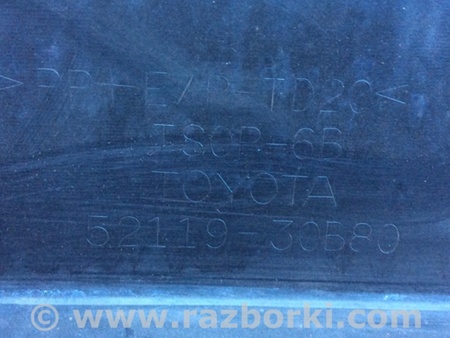 >PP+E/P-TD20<
TSOP-6B
TOYOTA
52119-30B80
© www.razborki.com